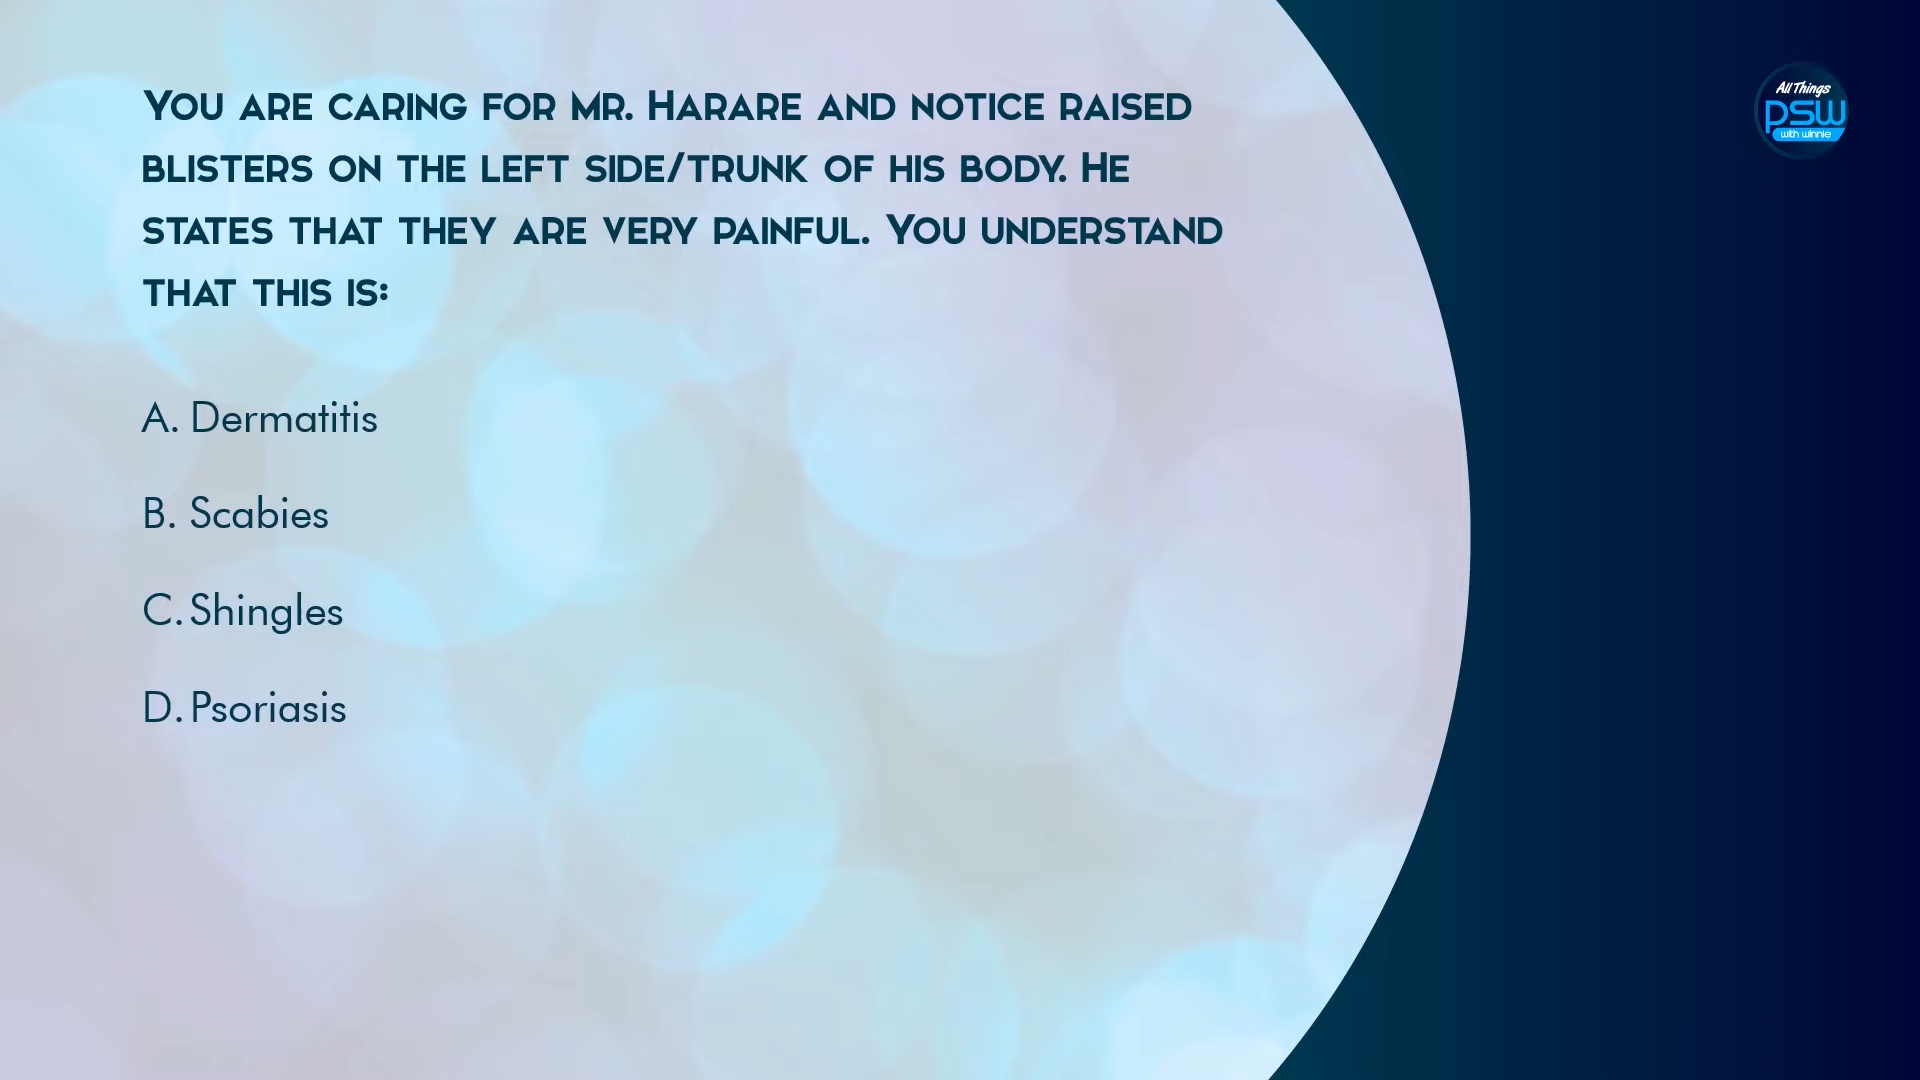 You are caring for Mr. Harare and notice raised
blisters on the left side/trunk of his body. He
states that they are very painful. You understand
that this is:
A. Dermatitis
B. Scabies
C. Shingles
D. Psoriasis
All Things
PSW
with winnie